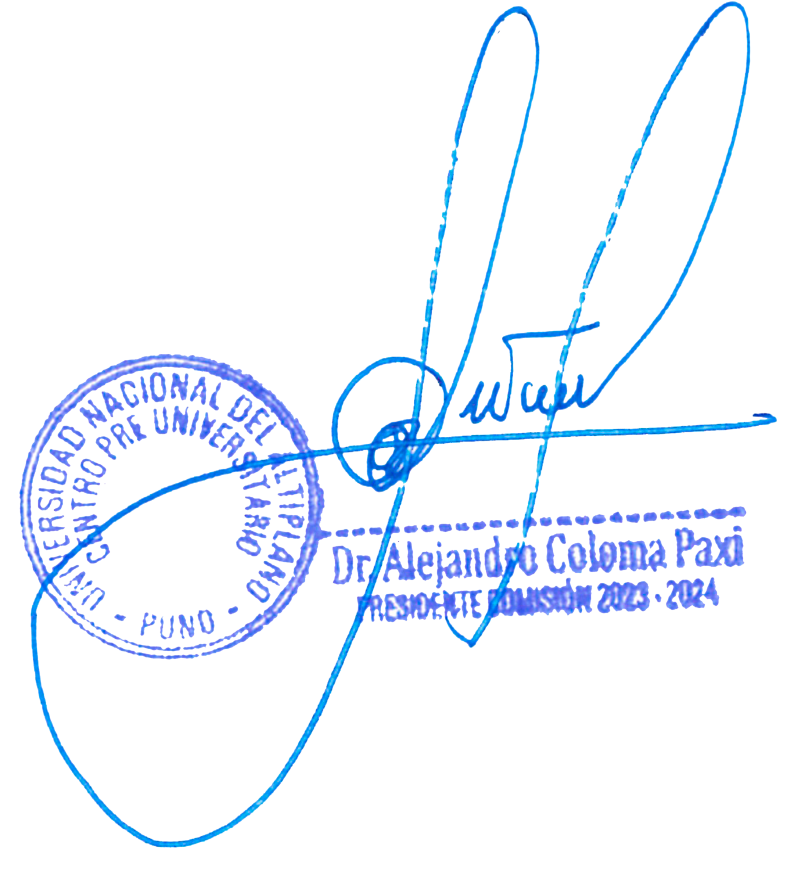 UNIVERSIDAD NACIONAL DEL ALTIPLANO
CENTRO PRE UNIVERSITARIO
- PUNO -
Dr. Alejandro Coloma Paxi
PRESIDENTE COMISIÓN 2023 - 2024